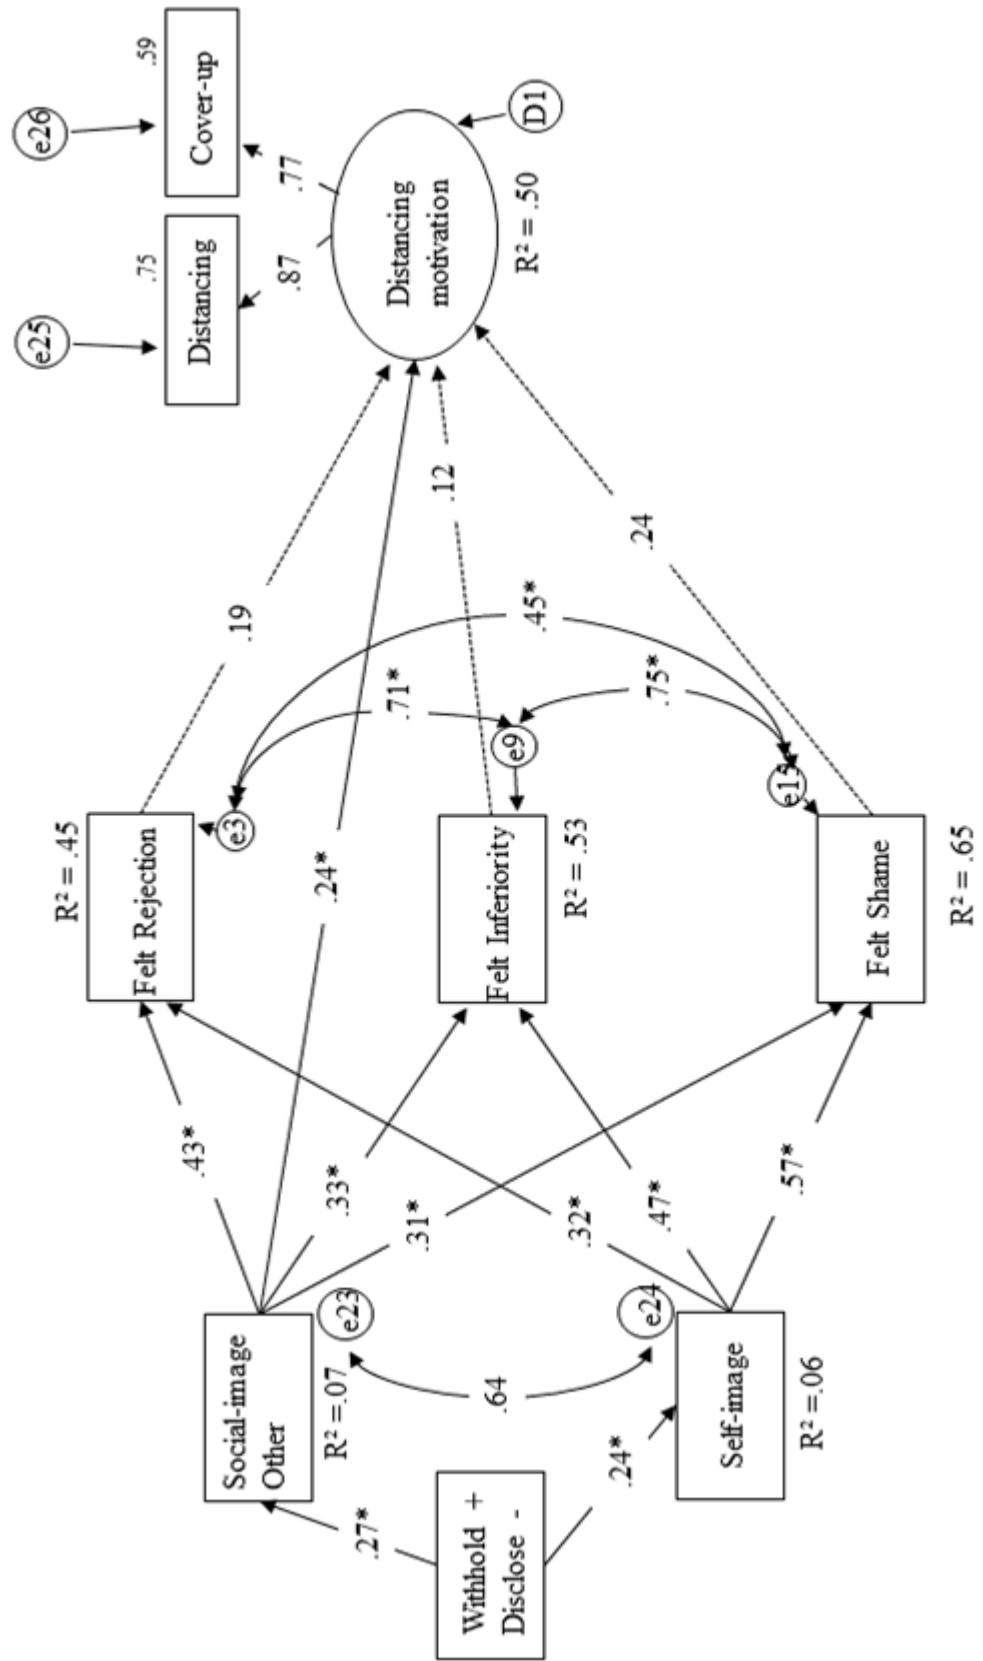 Withhold +
Disclose -
.27*
.24*
Social-image
Other
R² =.07
e23
.64
e24
Self-image
R² =.06
.43*
.33*
.31*
.32*
.47*
.57*
R² = .45
Felt Rejection
e3
.24*
Felt Inferiority
R² = .53
e9
Felt Shame
R² = .65
e15
.71*
.75*
.45*
.19
.12
.24
e25
Distancing
.75
e26
Cover-up
.59
.87
.77
Distancing
motivation
R² = .50
D1